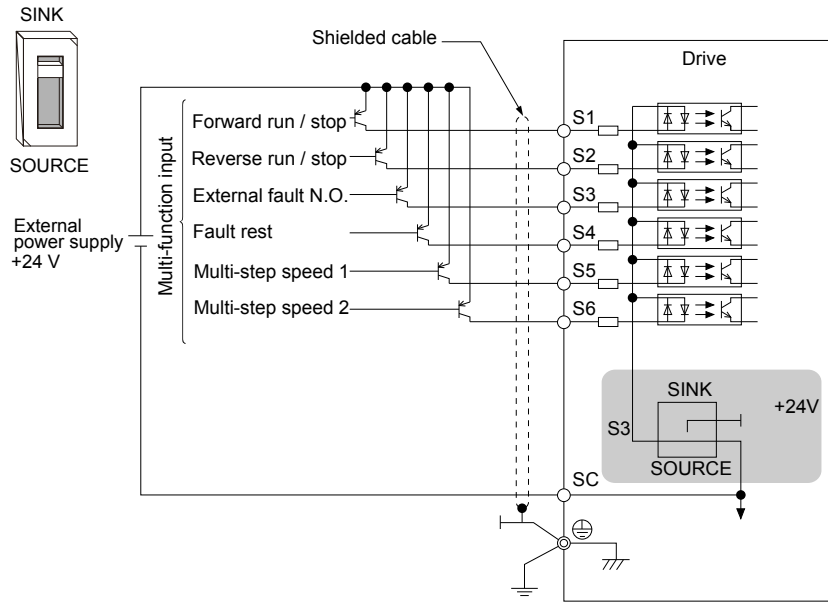 SINK
SOURCE
Shielded cable
Drive
Multi-function input
Forward run / stop
Reverse run / stop
External fault N.O.
Fault rest
Multi-step speed 1
Multi-step speed 2
External
power supply
+24 V
S1
S2
S3
S4
S5
S6
SINK
+24V
S3
SOURCE
SC